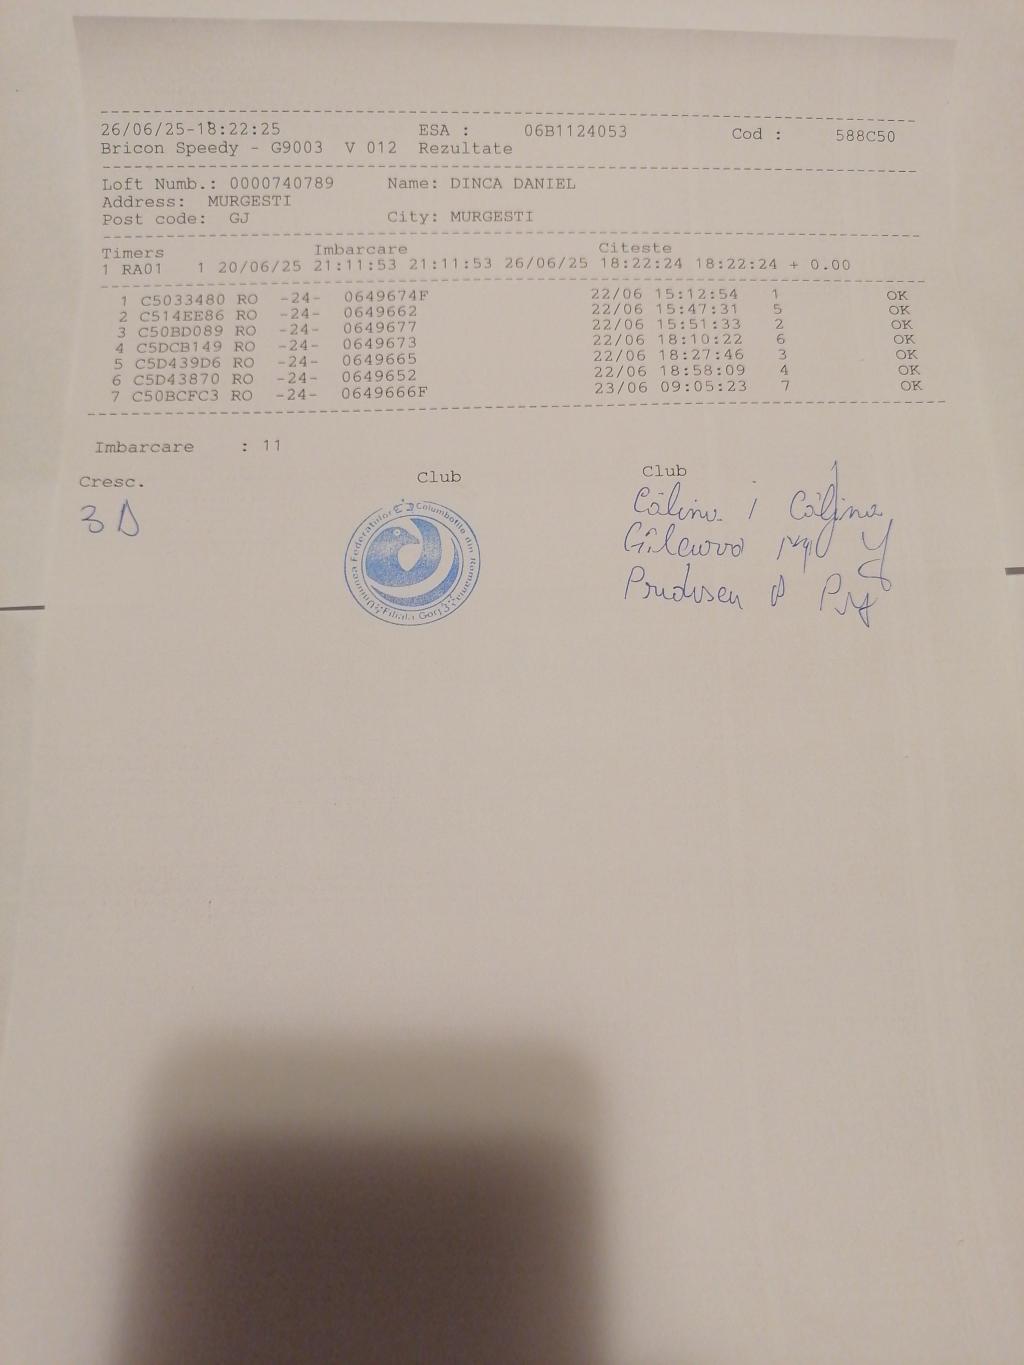 26/06/25-18:22:25 ESA : 06B1124053 Cod : 588C50
Bricon Speedy - G9003 V 012 Rezultate
Loft Numb.: 0000740789 Name: DINCA DANIEL
Address: MURGESTI
Post code: GJ City: MURGESTI
Timers Imbarcare Citeste
1 RA01 1 20/06/25 21:11:53 21:11:53 26/06/25 18:22:24 18:22:24 + 0.00
1 C5033480 RO -24- 0649674F 22/06 15:12:54 1 OK
2 C514EE86 RO -24- 0649662 22/06 15:47:31 5 OK
3 C50BD089 RO -24- 0649677 22/06 15:51:33 2 OK
4 C5DCB149 RO -24- 0649673 22/06 18:10:22 6 OK
5 C5D439D6 RO -24- 0649665 22/06 18:27:46 3 OK
6 C5D43870 RO -24- 0649652 22/06 18:58:09 4 OK
7 C50BCFC3 RO -24- 0649666F 23/06 09:05:23 7 OK
Imbarcare : 11
Cresc. Club Club
Uniunea Federatiilor Columbofile din Romania
Filiala Gorj